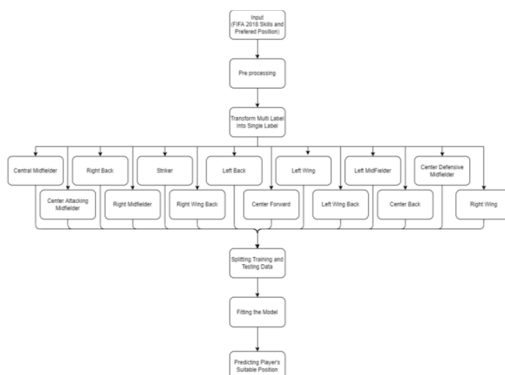 Input
(FIFA 2018 Skills and
Prefered Position)
Pre processing
Transform Multi Label
into Single Label
Central Midfielder
Right Back
Striker
Left Back
Left Wing
Left MidFielder
Center Defensive
Midfielder
Center Attacking
Midfielder
Right Midfielder
Right Wing Back
Center Forward
Left Wing Back
Center Back
Right Wing
Splitting Training and
Testing Data
Fitting the Model
Predicting Player's
Suitable Position